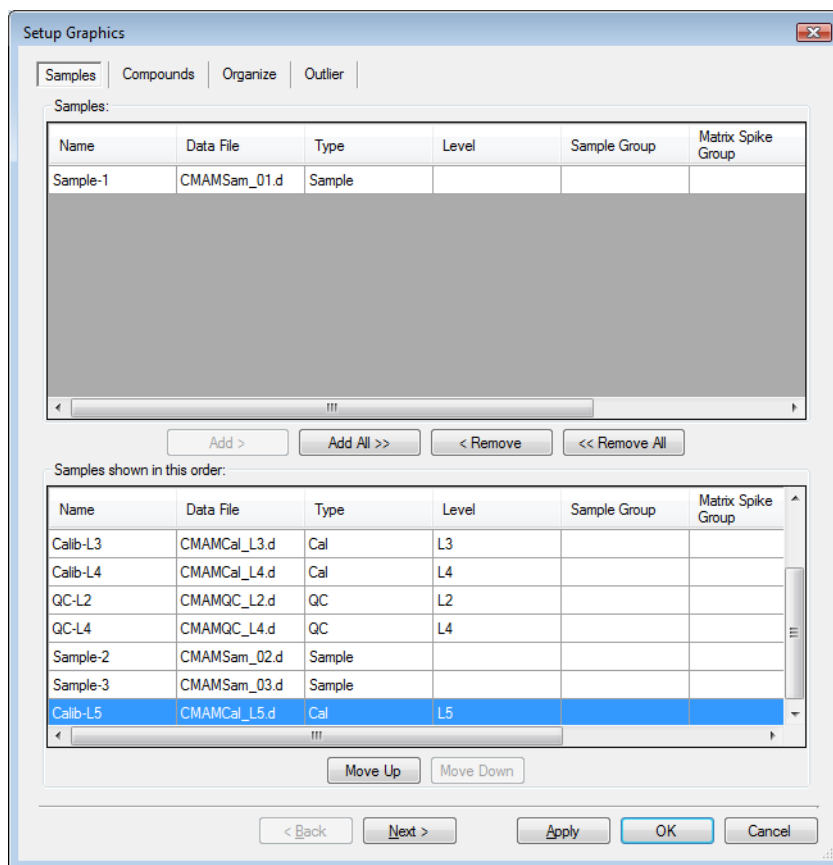 Setup Graphics
Samples Compounds Organize Outlier
Samples:
Name Data File Type Level Sample Group Matrix Spike Group
Sample-1 CMAMSam_01.d Sample
Add > Add All >> < Remove << Remove All
Samples shown in this order:
Name Data File Type Level Sample Group Matrix Spike Group
Calib-L3 CMAMCal_L3.d Cal L3
Calib-L4 CMAMCal_L4.d Cal L4
QC-L2 CMAMQC_L2.d QC L2
QC-L4 CMAMQC_L4.d QC L4
Sample-2 CMAMSam_02.d Sample
Sample-3 CMAMSam_03.d Sample
Calib-L5 CMAMCal_L5.d Cal L5
Move Up Move Down
< Back Next > Apply OK Cancel